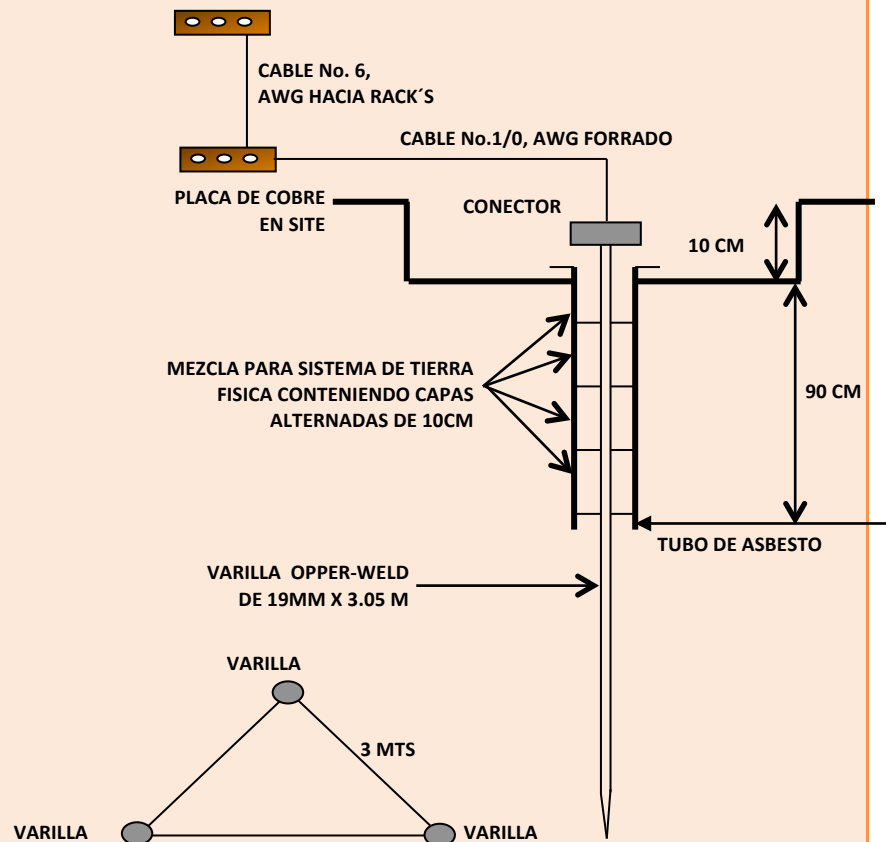 CABLE No. 6,
AWG HACIA RACK´S
CABLE No.1/0, AWG FORRADO
PLACA DE COBRE
EN SITE
CONECTOR
10 CM
MEZCLA PARA SISTEMA DE TIERRA
FISICA CONTENIENDO CAPAS
ALTERNADAS DE 10CM
90 CM
TUBO DE ASBESTO
VARILLA OPPER-WELD
DE 19MM X 3.05 M
VARILLA
3 MTS
VARILLA
VARILLA